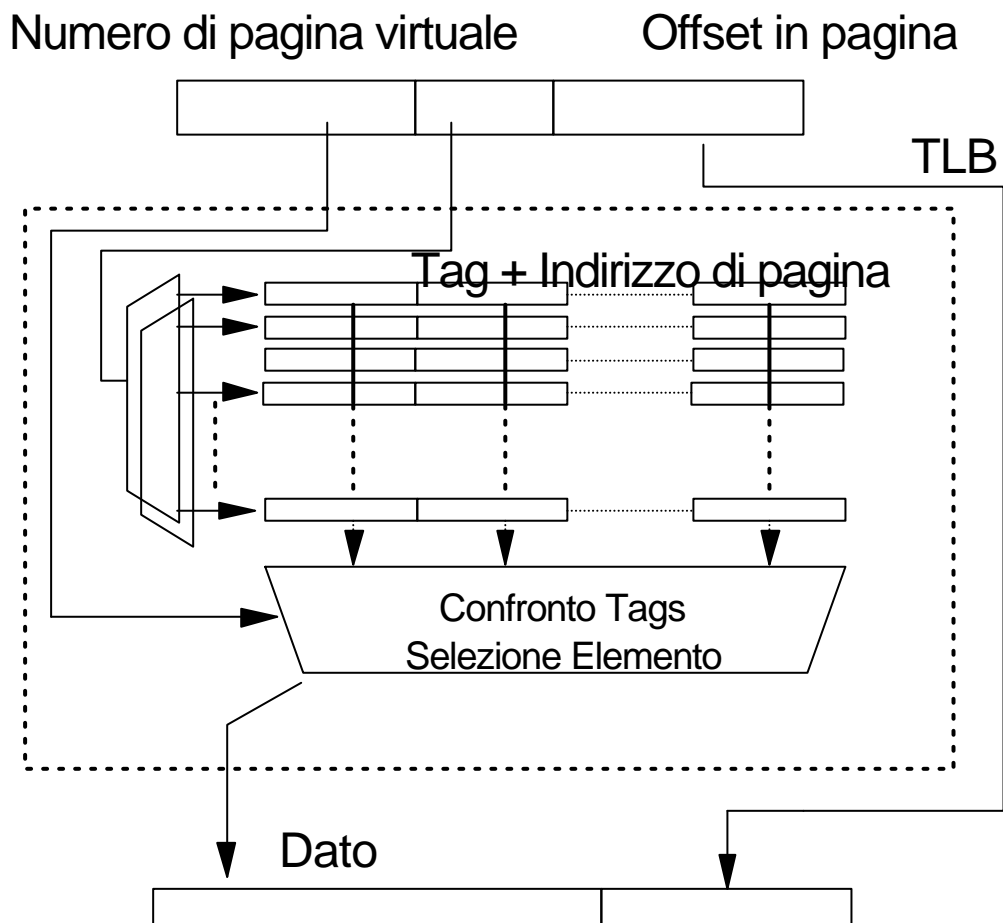 Numero di pagina virtuale
Offset in pagina
TLB
Tag + Indirizzo di pagina
Confronto Tags
Selezione Elemento
Dato